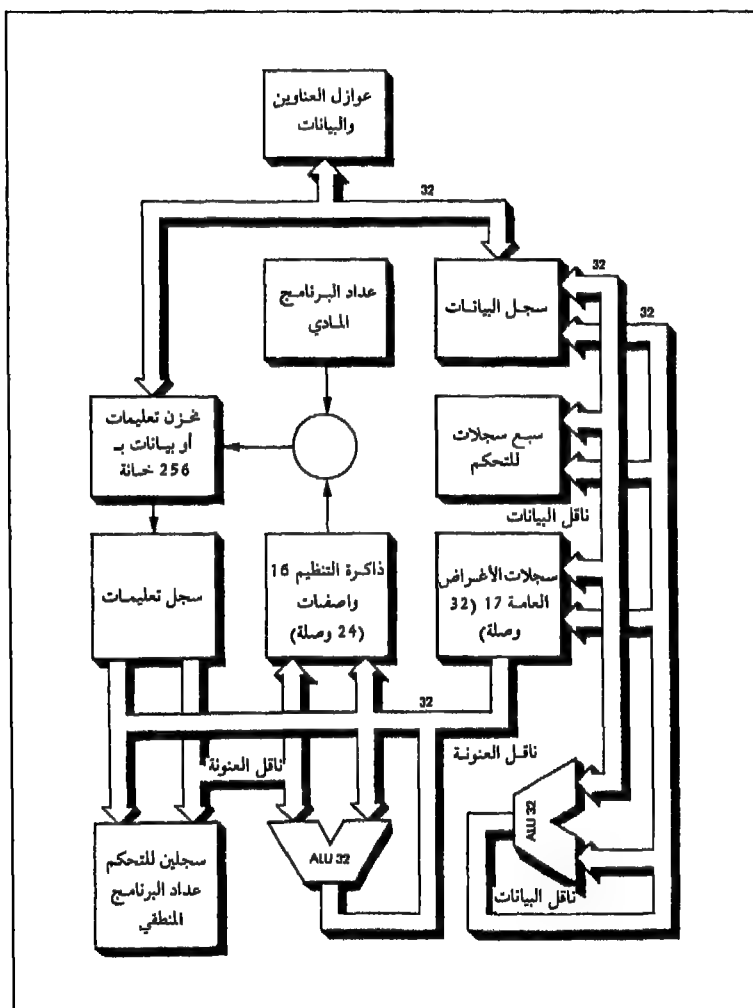 عوازل العناوين
والبيانات
32
عداد البرنامج
المادي
سجل البيانات
32
32
مخزن تعليمات
أو بيانات بـ
256 خانة
سبع سجلات
للتحكم
ناقل البيانات
سجل تعليمات
ذاكرة التنظيم 16
واصفات
(24 وصلة)
سجلات الأغراض
العامة 17 (32
وصلة)
32
ناقل العنونة
ناقل العنونة
سجلين للتحكم
عداد البرنامج
المنطقي
ALU 32
ALU 32
ناقل البيانات